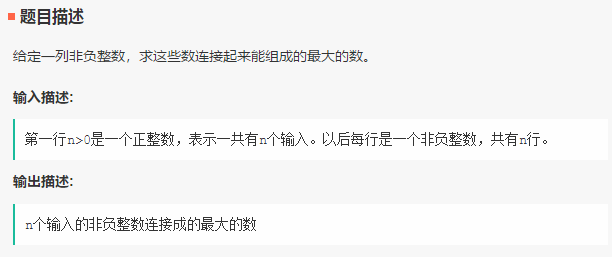 题目描述
给定一列非负整数，求这些数连接起来能组成的最大的数。
输入描述:
第一行n>0是一个正整数，表示一共有n个输入。以后每行是一个非负整数，共有n行。
输出描述:
n个输入的非负整数连接成的最大的数